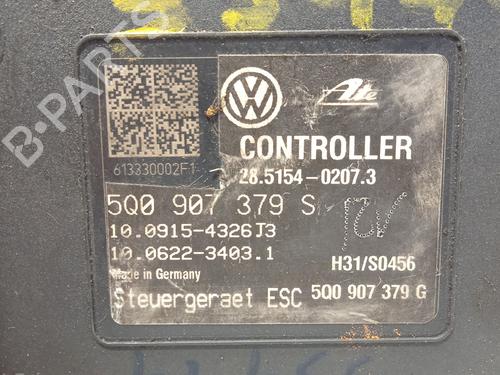 B-PARTS
Ate
CONTROLLER
613330002F1
28.5154-0207.3
5Q0 907 379 S
10.0915-4326J3
10.0622-3403.1
H31/S0456
Made in Germany
Steuergeraet ESC 5Q0 907 379 G